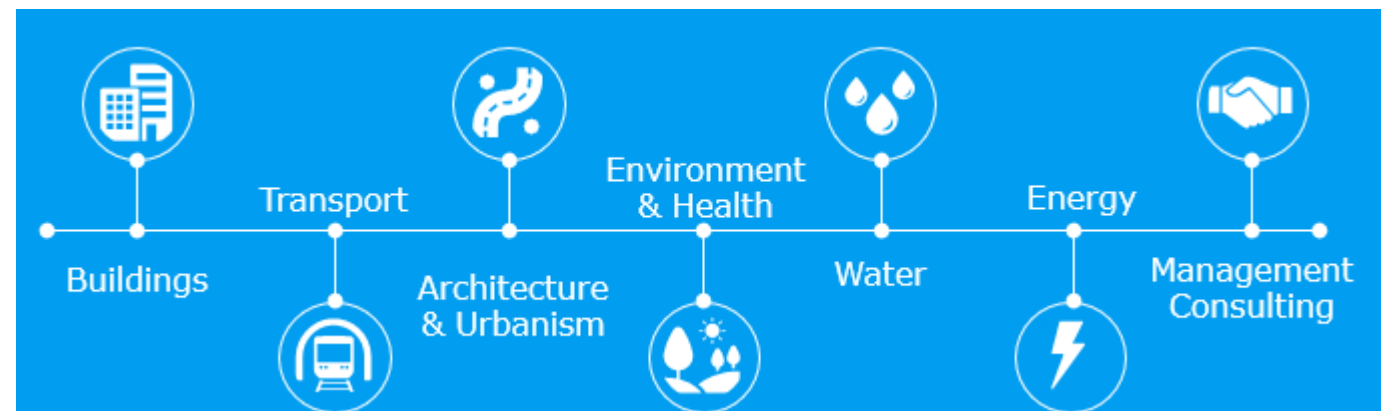 Buildings
Transport
Architecture
& Urbanism
Environment
& Health
Water
Energy
Management
Consulting